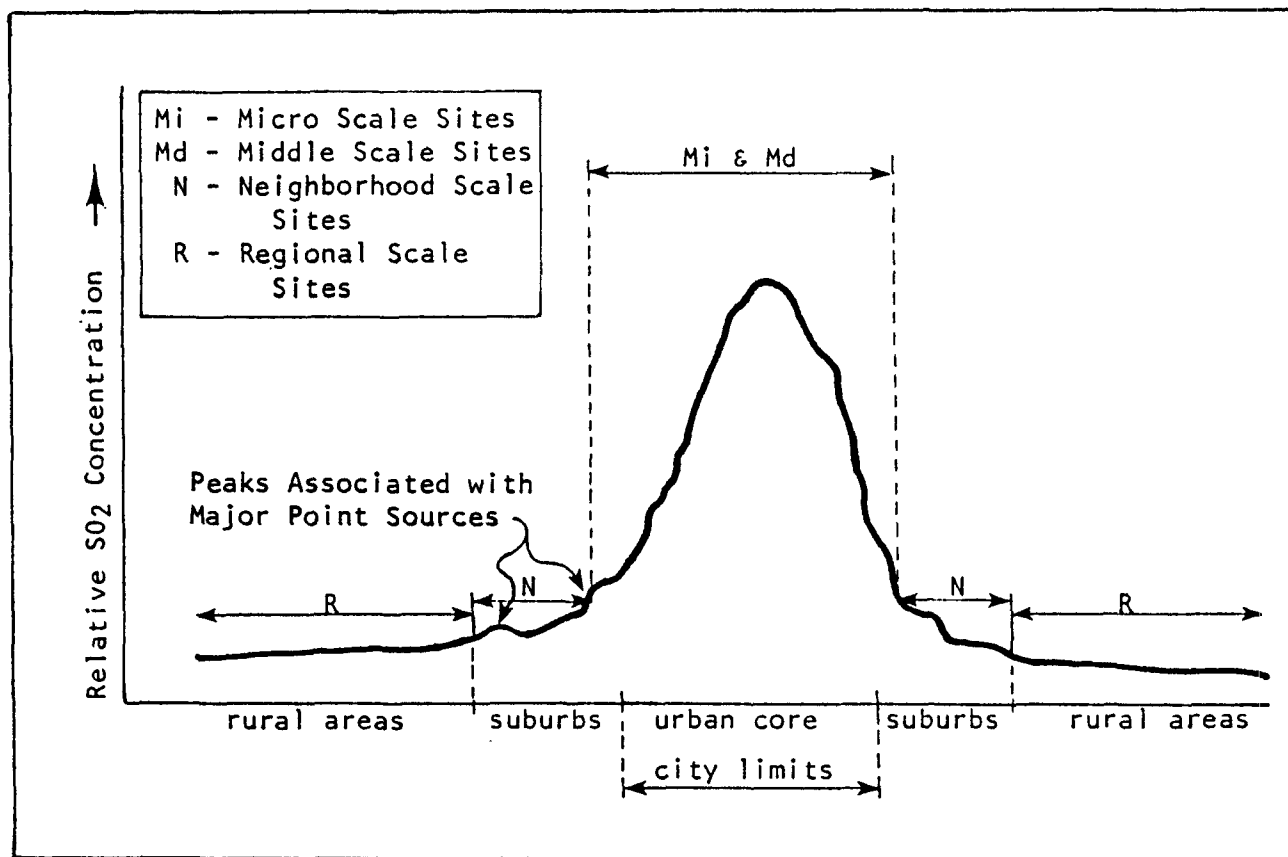 Mi - Micro Scale Sites
Md - Middle Scale Sites
N - Neighborhood Scale
Sites
R - Regional Scale
Sites
Mi & Md
Relative SO2 Concentration
Peaks Associated with
Major Point Sources
R
N
N
R
rural areas
suburbs
urban core
suburbs
rural areas
city limits